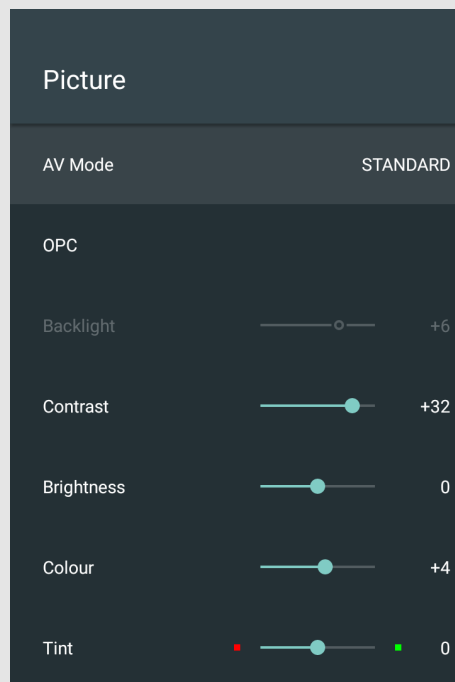 Picture
AV Mode STANDARD
OPC
Backlight +6
Contrast +32
Brightness 0
Colour +4
Tint 0